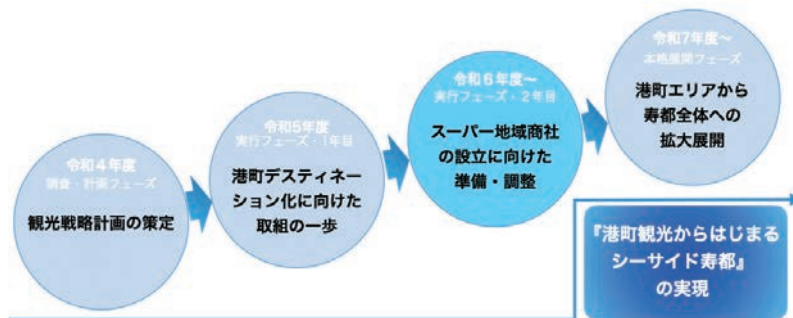 令和4年度
調査・計画フェーズ
観光戦略計画の策定
令和5年度
実行フェーズ・1年目
港町デスティネー
ション化に向けた
取組の一歩
令和6年度～
実行フェーズ・2年目
スーパー地域商社
の設立に向けた
準備・調整
令和7年度～
本格展開フェーズ
港町エリアから
寿都全体への
拡大展開
『港町観光からはじまる
シーサイド寿都』
の実現